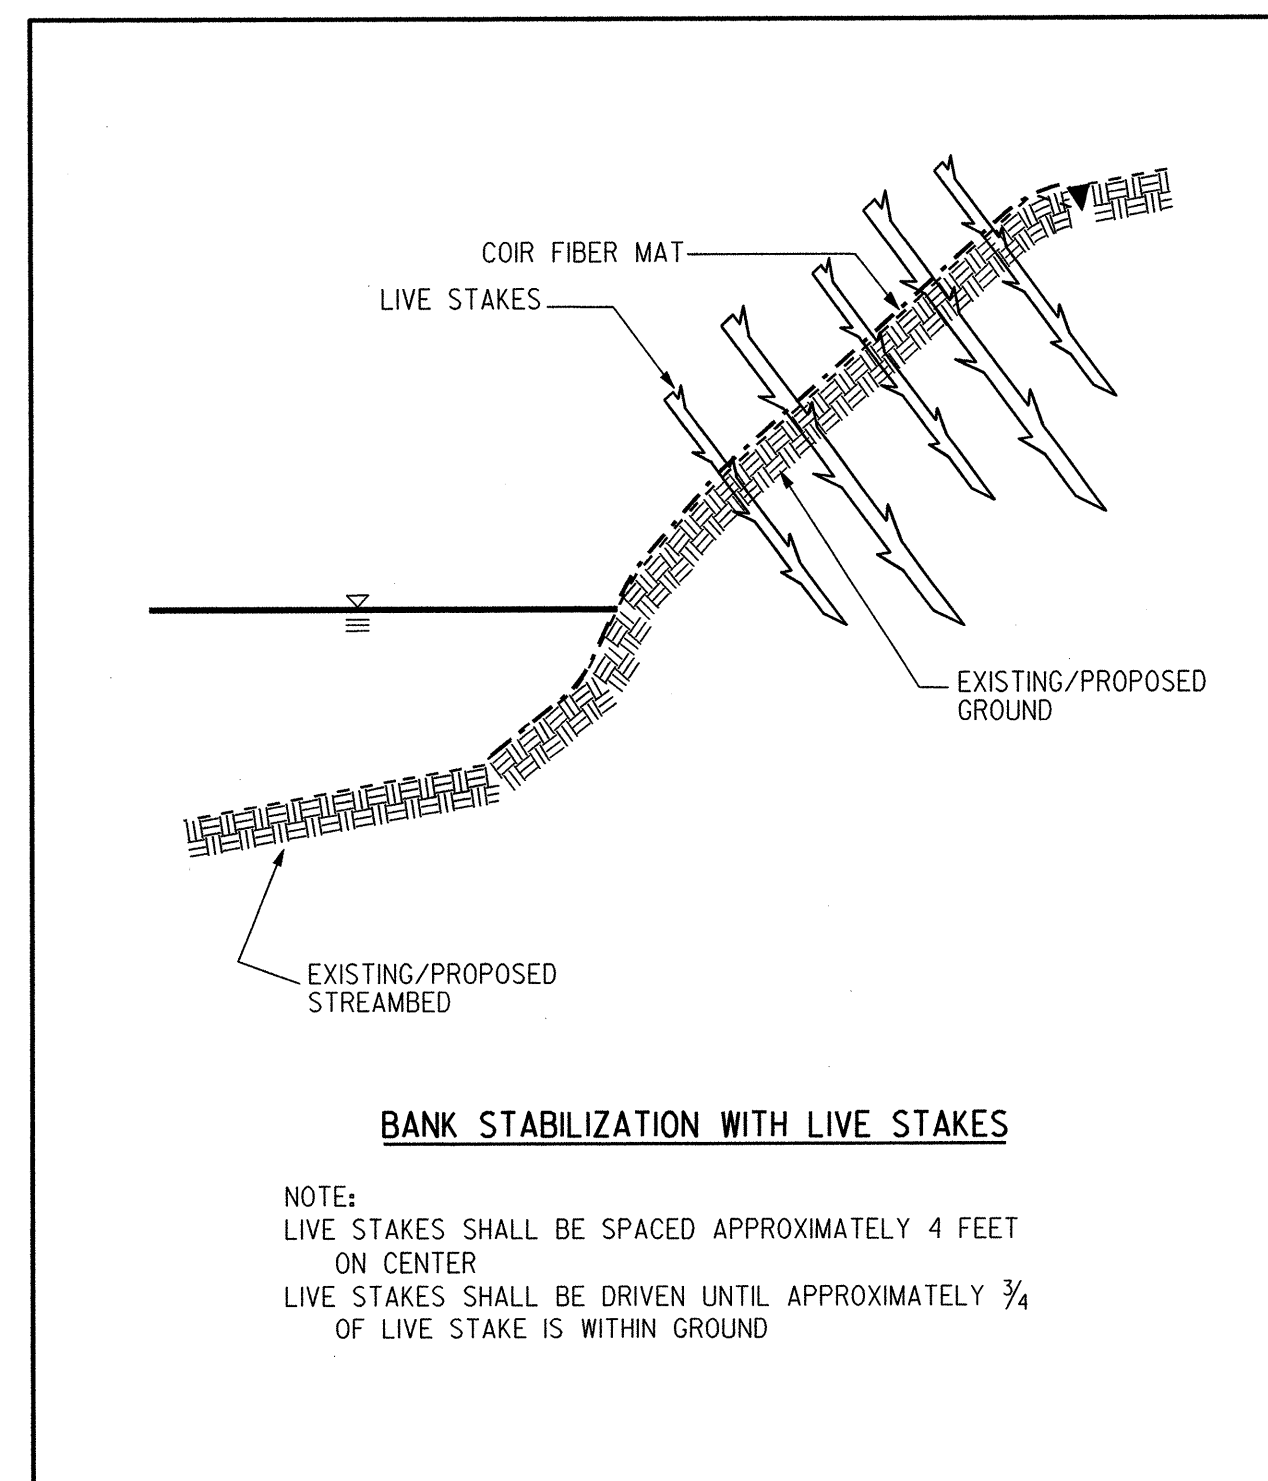 COIR FIBER MAT
LIVE STAKES
EXISTING/PROPOSED
GROUND
EXISTING/PROPOSED
STREAMBED
BANK STABILIZATION WITH LIVE STAKES
NOTE:
LIVE STAKES SHALL BE SPACED APPROXIMATELY 4 FEET
ON CENTER
LIVE STAKES SHALL BE DRIVEN UNTIL APPROXIMATELY 3/4
OF LIVE STAKE IS WITHIN GROUND